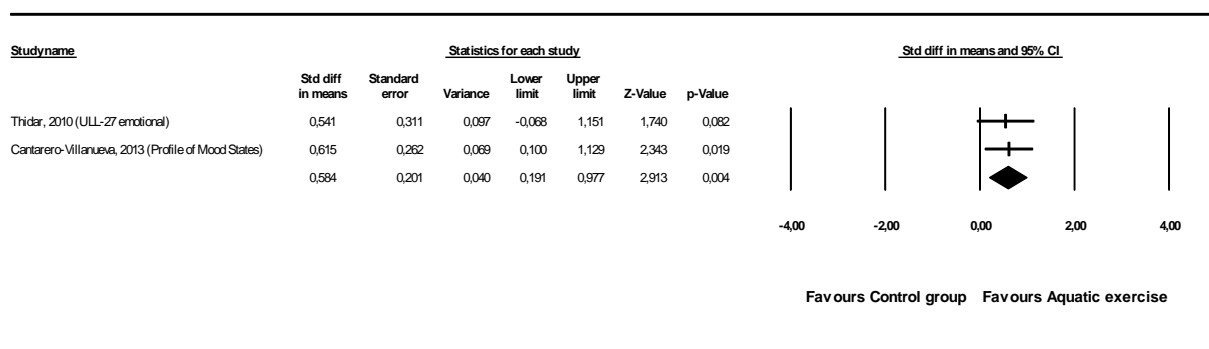 Studyname Statistics for each study Std diff in means and 95% CI
Std diff Standard Lower Upper
in means error Variance limit limit Z-Value p-Value
Thidar, 2010 (ULL-27 emotional) 0,541 0,311 0,097 -0,068 1,151 1,740 0,082
Cantarero-Villanueva, 2013 (Profile of Mood States) 0,615 0,262 0,069 0,100 1,129 2,343 0,019
0,584 0,201 0,040 0,191 0,977 2,913 0,004
-4,00 -2,00 0,00 2,00 4,00
Favours Control group Favours Aquatic exercise